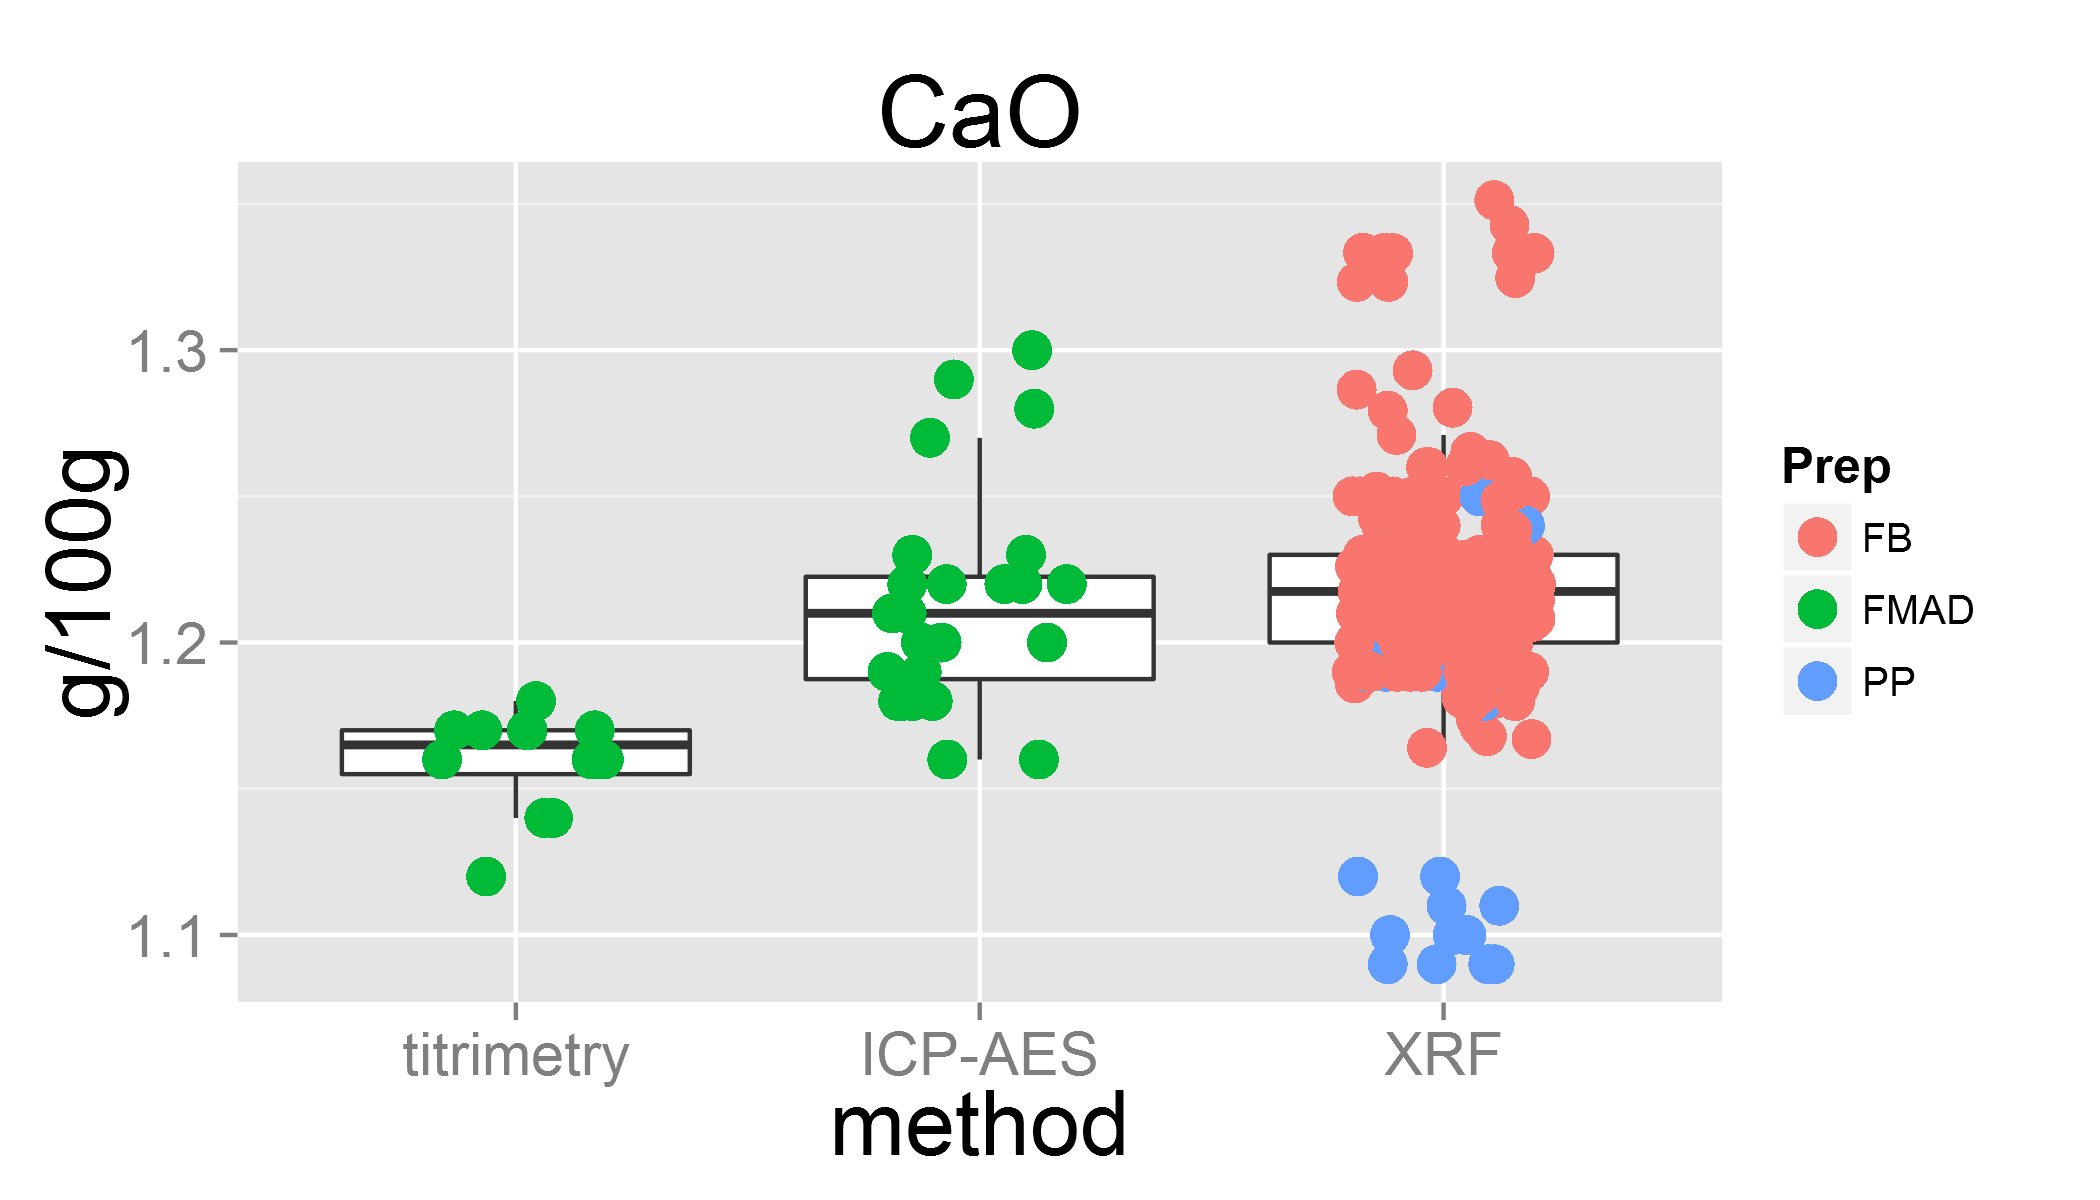 CaO
g/100g
1.3
1.2
1.1
titrimetry
ICP-AES
XRF
method
Prep
FB
FMAD
PP